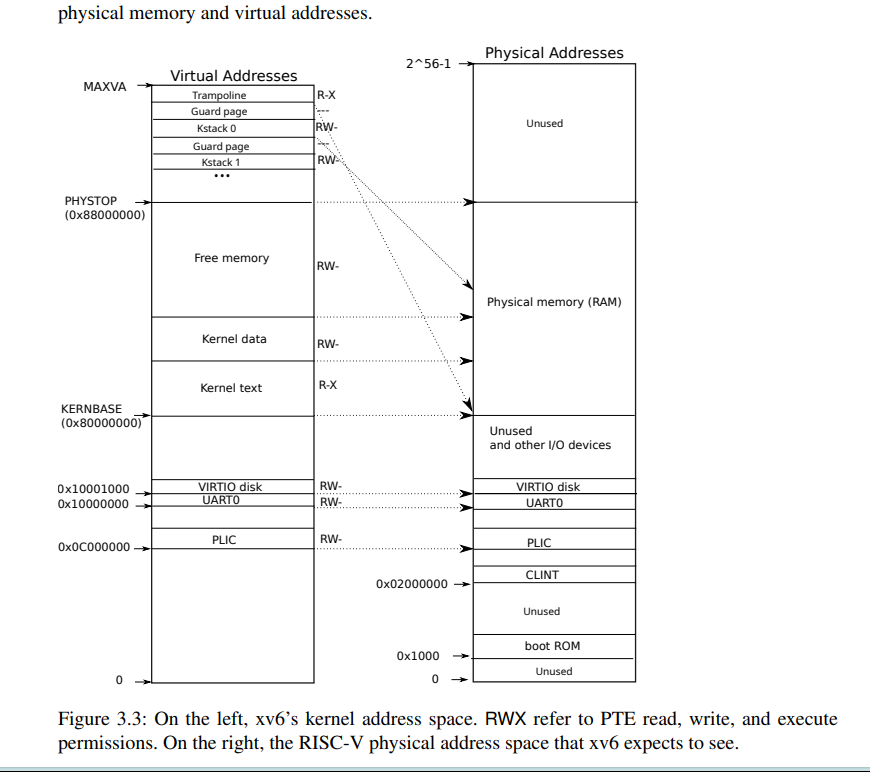 physical memory and virtual addresses.
Physical Addresses
2^56-1
Virtual Addresses
MAXVA
Trampoline
R-X
Guard page
---
Unused
Kstack 0
RW-
Guard page
---
Kstack 1
RW-
...
PHYSTOP
(0x88000000)
Free memory
RW-
Physical memory (RAM)
Kernel data
RW-
Kernel text
R-X
KERNBASE
(0x80000000)
Unused
and other I/O devices
0x10001000
VIRTIO disk
RW-
VIRTIO disk
0x10000000
UART0
RW-
UART0
PLIC
RW-
PLIC
0x0C000000
CLINT
0x02000000
Unused
boot ROM
0x1000
Unused
0
0
Figure 3.3: On the left, xv6's kernel address space. RWX refer to PTE read, write, and execute
permissions. On the right, the RISC-V physical address space that xv6 expects to see.